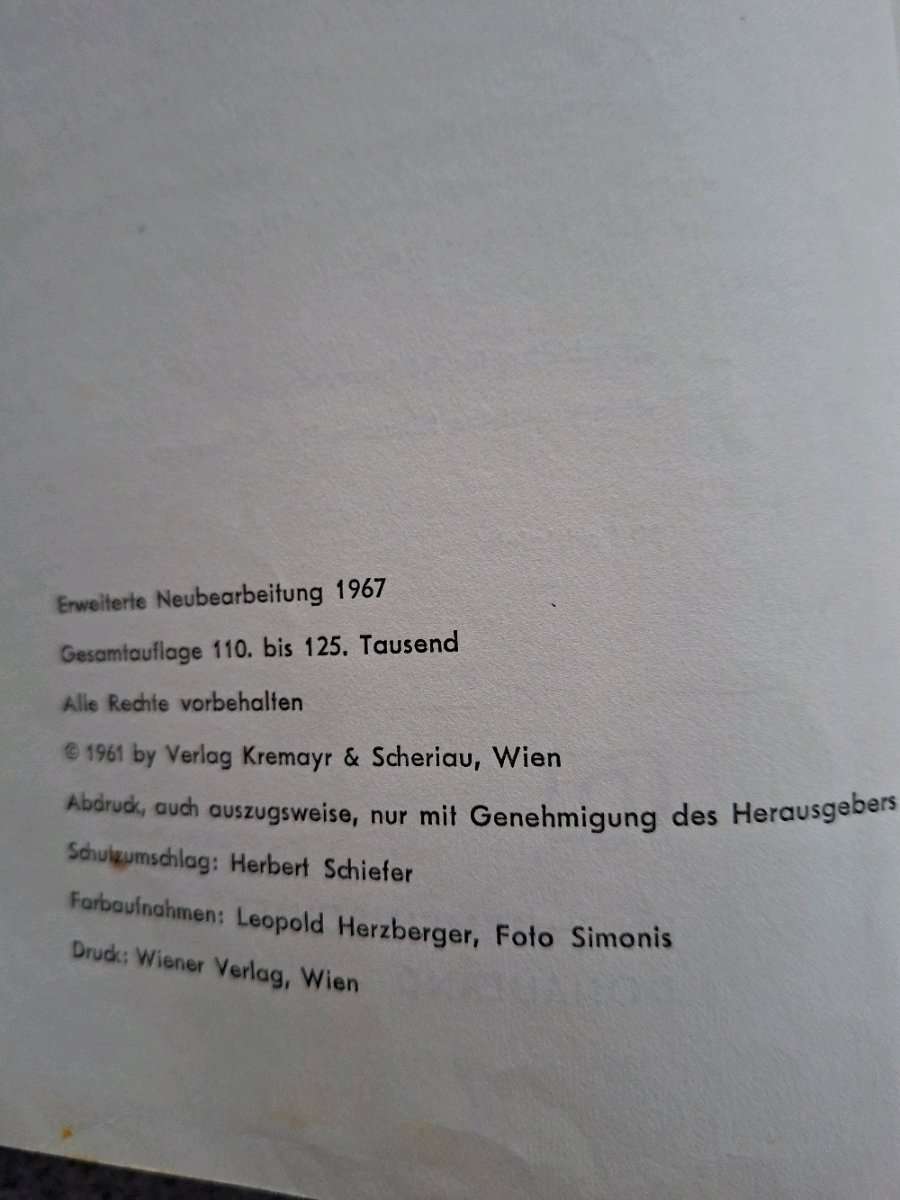 Erweiterte Neubearbeitung 1967
Gesamtauflage 110. bis 125. Tausend
Alle Rechte vorbehalten
© 1961 by Verlag Kremayr & Scheriau, Wien
Abdruck, auch auszugsweise, nur mit Genehmigung des Herausgebers
Schutzumschlag: Herbert Schiefer
Farbaufnahmen: Leopold Herzberger, Foto Simonis
Druck: Wiener Verlag, Wien